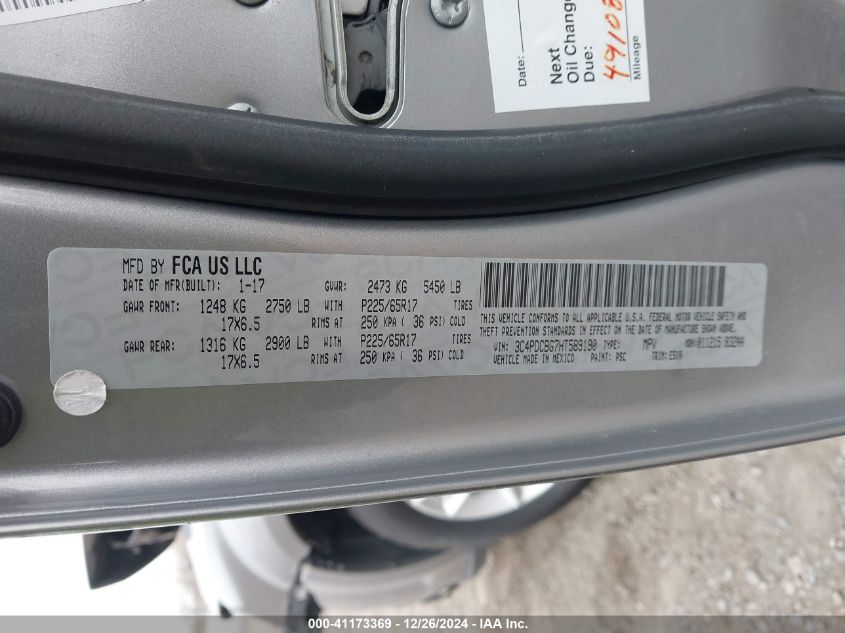 Date:
Next
Oil Change
Due:
49108
Mileage
MFD BY FCA US LLC
DATE OF MFR(BUILT): 1-17 GVWR: 2473 KG 5450 LB
GAWR FRONT: 1248 KG 2750 LB WITH P225/65R17 TIRES
17X6.5 RIMS AT 250 KPA ( 36 PSI) COLD
GAWR REAR: 1316 KG 2900 LB WITH P225/65R17 TIRES
17X6.5 RIMS AT 250 KPA ( 36 PSI) COLD
THIS VEHICLE CONFORMS TO ALL APPLICABLE U.S.A. FEDERAL MOTOR VEHICLE SAFETY AND
THEFT PREVENTION STANDARDS IN EFFECT ON THE DATE OF MANUFACTURE SHOWN ABOVE.
VIN: 3C4PDCBG7HT589190 TYPE: MPV MDH: 011215 0329AA
VEHICLE MADE IN MEXICO PAINT: PSC TRIM: E5X9
000-41173369 - 12/26/2024 - IAA Inc.